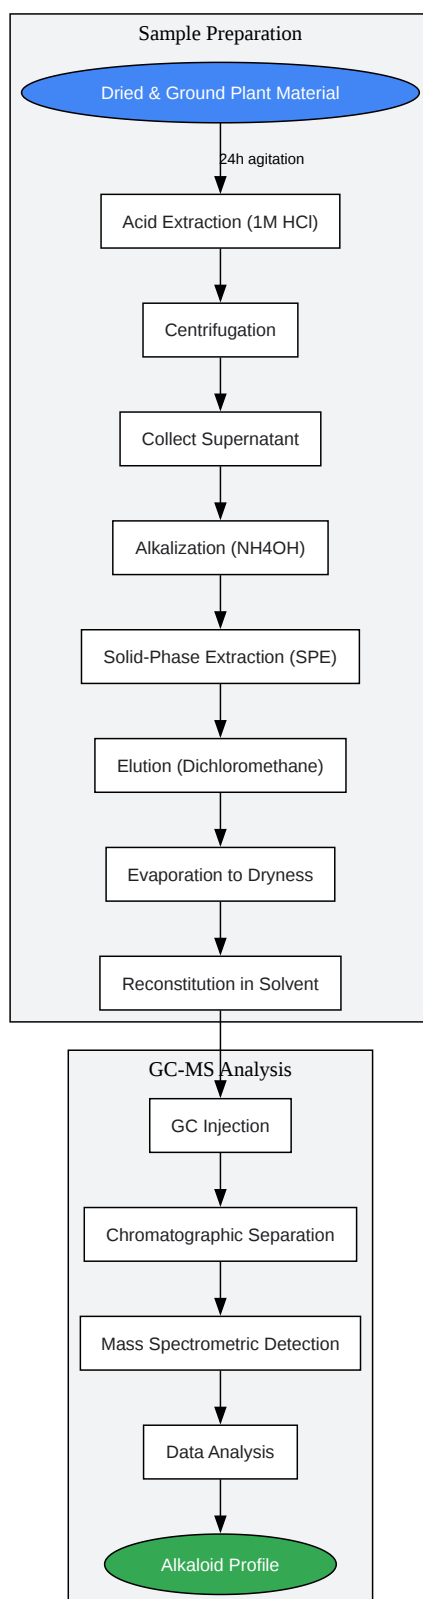 Sample Preparation
Dried & Ground Plant Material
24h agitation
Acid Extraction (1M HCl)
Centrifugation
Collect Supernatant
Alkalization (NH4OH)
Solid-Phase Extraction (SPE)
Elution (Dichloromethane)
Evaporation to Dryness
Reconstitution in Solvent
GC-MS Analysis
GC Injection
Chromatographic Separation
Mass Spectrometric Detection
Data Analysis
Alkaloid Profile